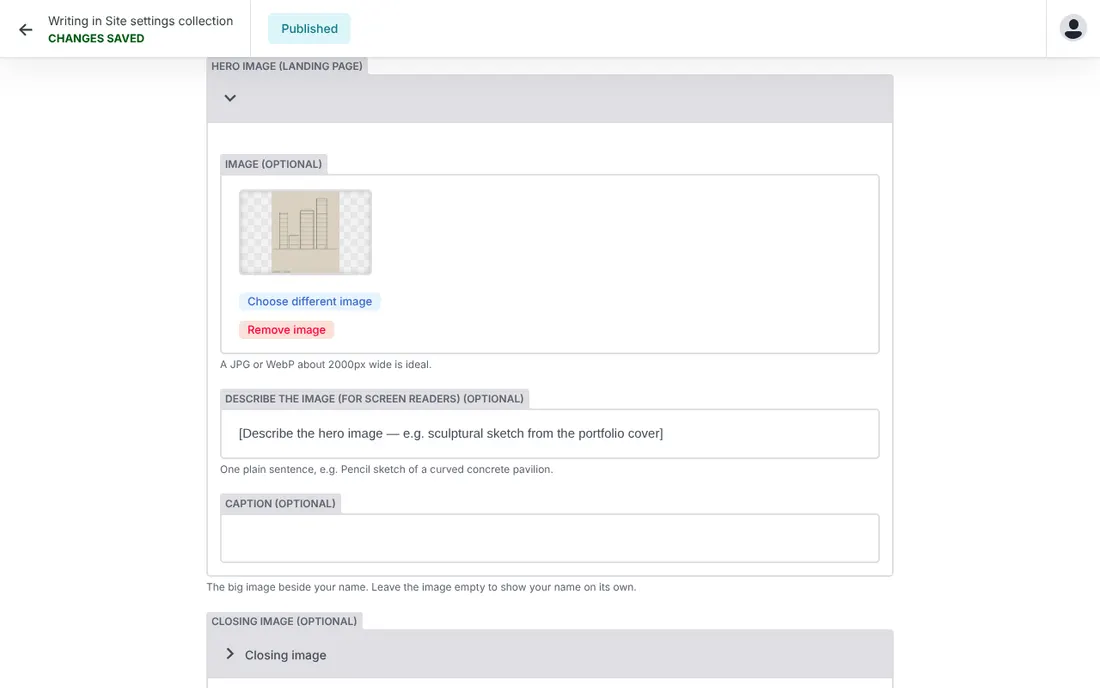 Writing in Site settings collection
CHANGES SAVED
Published
HERO IMAGE (LANDING PAGE)
IMAGE (OPTIONAL)
Choose different image
Remove image
A JPG or WebP about 2000px wide is ideal.
DESCRIBE THE IMAGE (FOR SCREEN READERS) (OPTIONAL)
[Describe the hero image — e.g. sculptural sketch from the portfolio cover]
One plain sentence, e.g. Pencil sketch of a curved concrete pavilion.
CAPTION (OPTIONAL)
The big image beside your name. Leave the image empty to show your name on its own.
CLOSING IMAGE (OPTIONAL)
Closing image